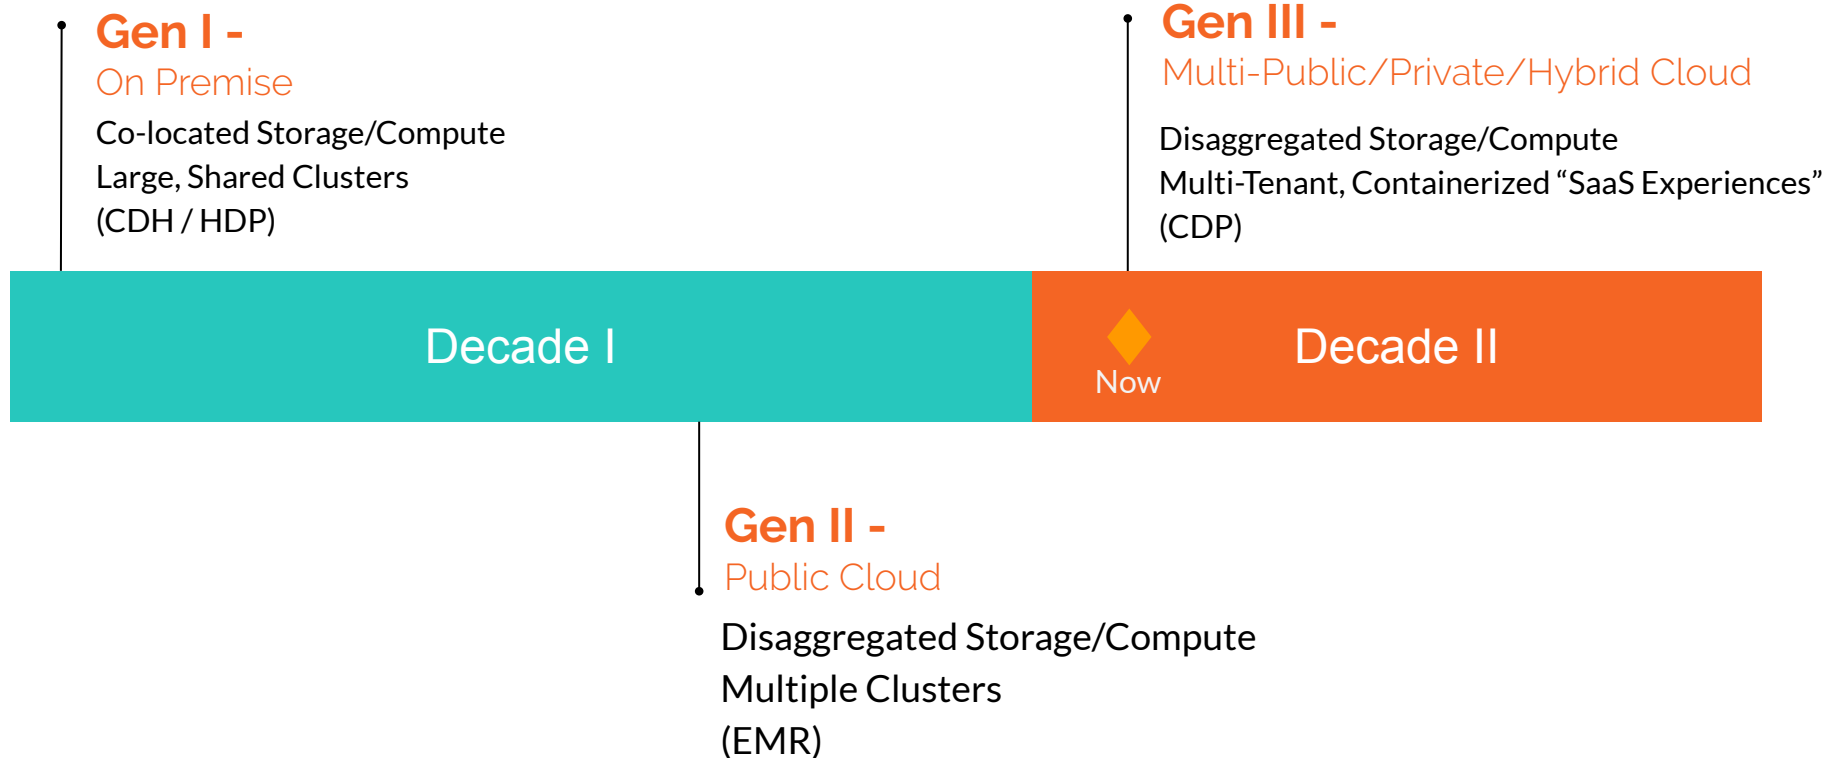 Gen I -
On Premise
Co-located Storage/Compute
Large, Shared Clusters
(CDH / HDP)
Gen III -
Multi-Public/Private/Hybrid Cloud
Disaggregated Storage/Compute
Multi-Tenant, Containerized “SaaS Experiences”
(CDP)
Decade I
Now
Decade II
Gen II -
Public Cloud
Disaggregated Storage/Compute
Multiple Clusters
(EMR)